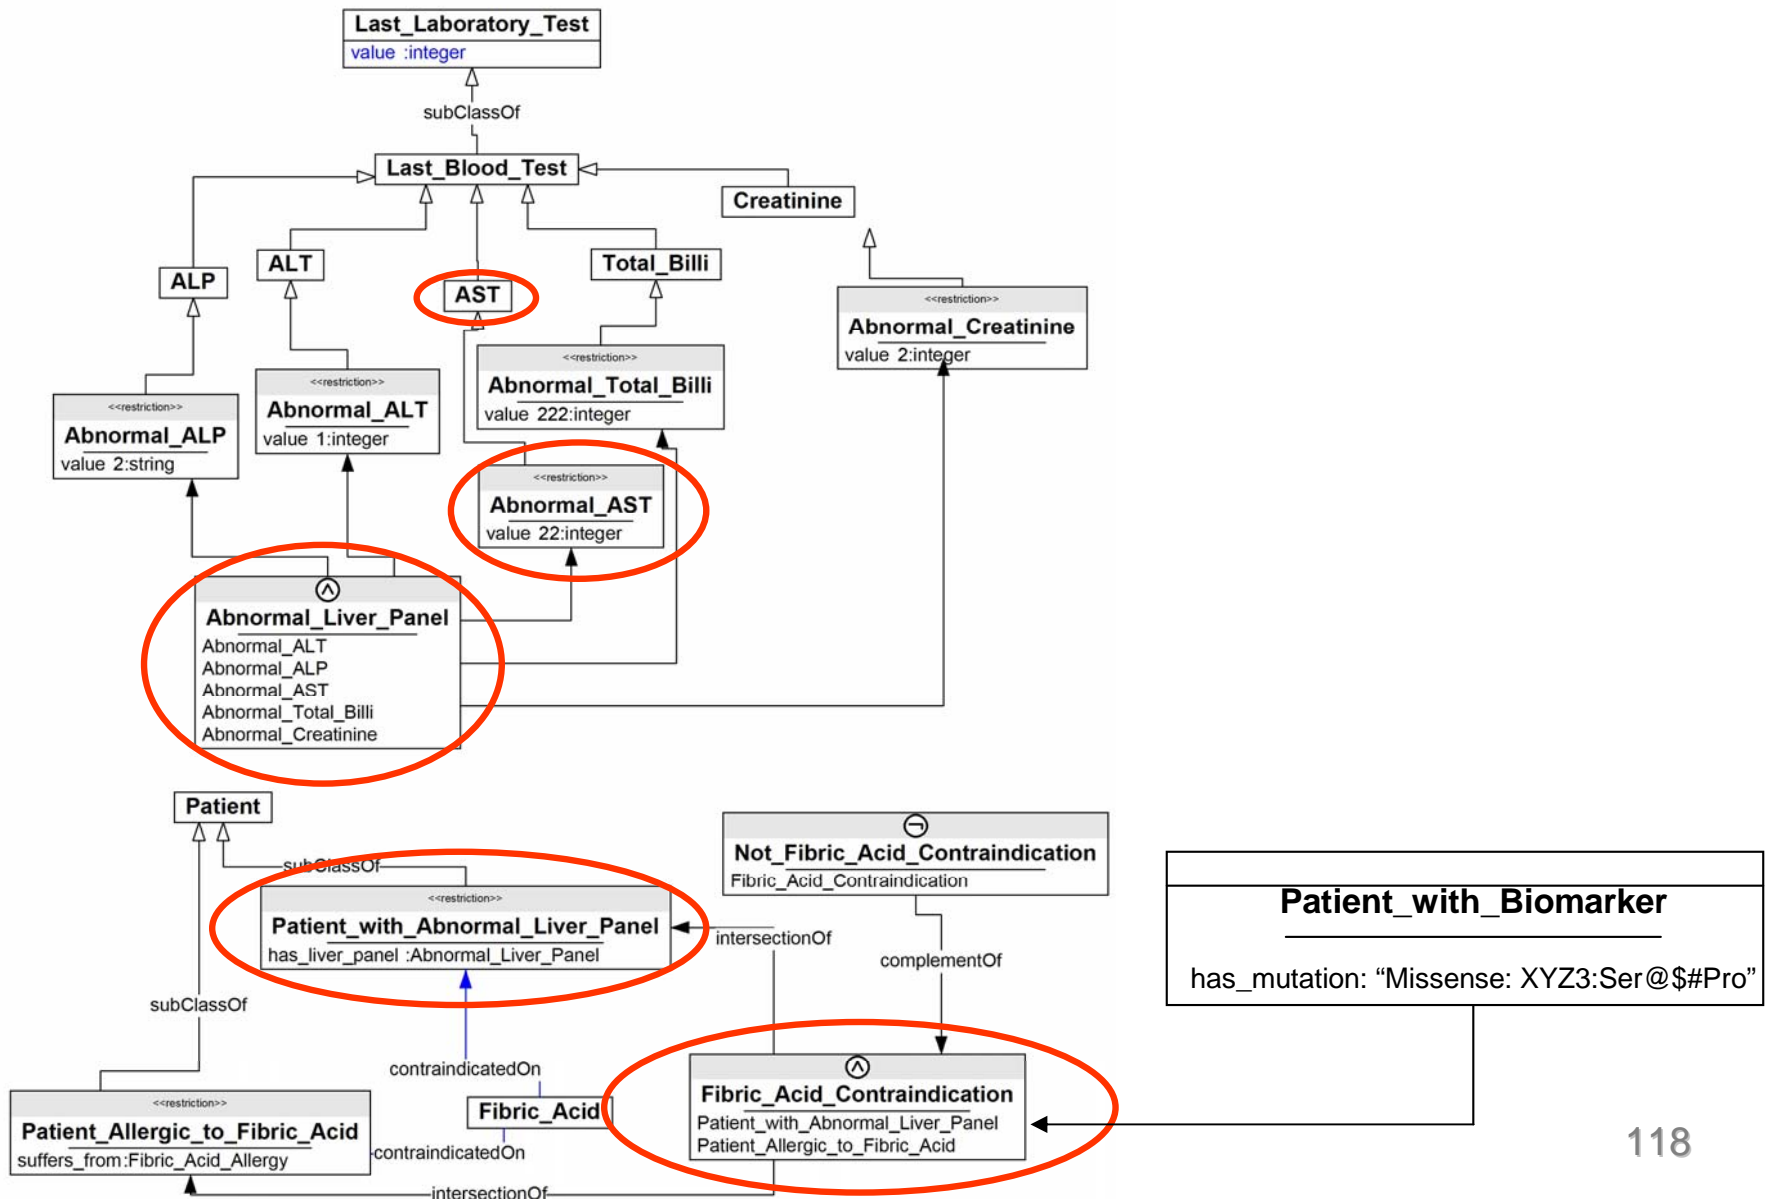 Last_Laboratory_Test
value :integer
subClassOf
Last_Blood_Test
Creatinine
ALT
Total_Billi
ALP
AST
<<restriction>>
Abnormal_Creatinine
value 2:integer
<<restriction>>
Abnormal_Total_Billi
value 222:integer
<<restriction>>
Abnormal_ALT
value 1:integer
<<restriction>>
Abnormal_ALP
value 2:string
<<restriction>>
Abnormal_AST
value 22:integer
Abnormal_Liver_Panel
Abnormal_ALT
Abnormal_ALP
Abnormal_AST
Abnormal_Total_Billi
Abnormal_Creatinine
Patient
subClassOf
Not_Fibric_Acid_Contraindication
Fibric_Acid_Contraindication
<<restriction>>
Patient_with_Abnormal_Liver_Panel
has_liver_panel :Abnormal_Liver_Panel
intersectionOf
complementOf
Patient_with_Biomarker
has_mutation: “Missense: XYZ3:Ser@$#Pro”
subClassOf
contraindicatedOn
Fibric_Acid
Fibric_Acid_Contraindication
Patient_with_Abnormal_Liver_Panel
Patient_Allergic_to_Fibric_Acid
<<restriction>>
Patient_Allergic_to_Fibric_Acid
suffers_from:Fibric_Acid_Allergy
contraindicatedOn
intersectionOf
118